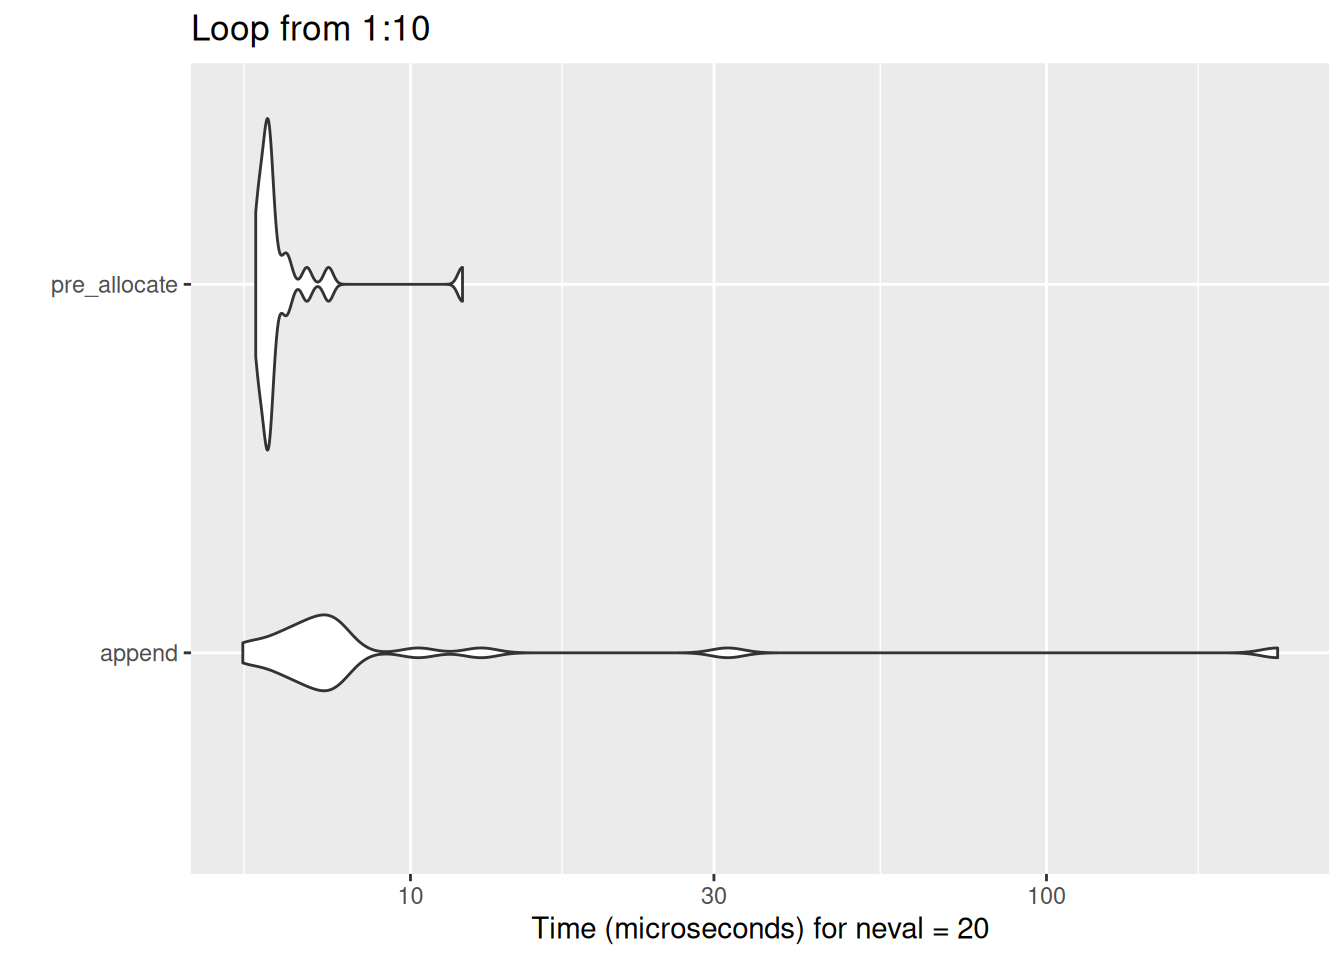 Loop from 1:10
pre_allocate
append
10
30
100
Time (microseconds) for neval = 20